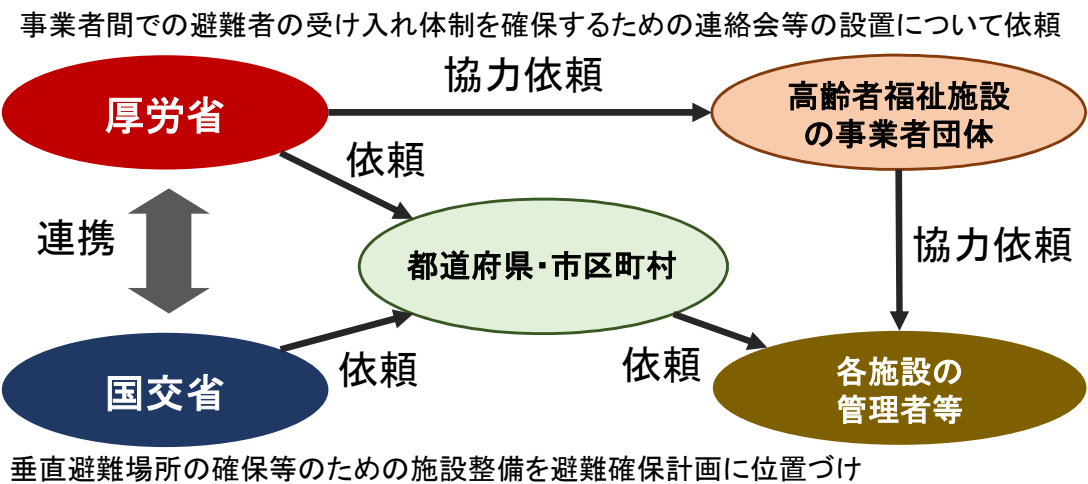 事業者間での避難者の受け入れ体制を確保するための連絡会等の設置について依頼
厚労省
協力依頼
高齢者福祉施設
の事業者団体
依頼
連携
都道府県・市区町村
協力依頼
国交省
依頼
依頼
各施設の
管理者等
垂直避難場所の確保等のための施設整備を避難確保計画に位置づけ